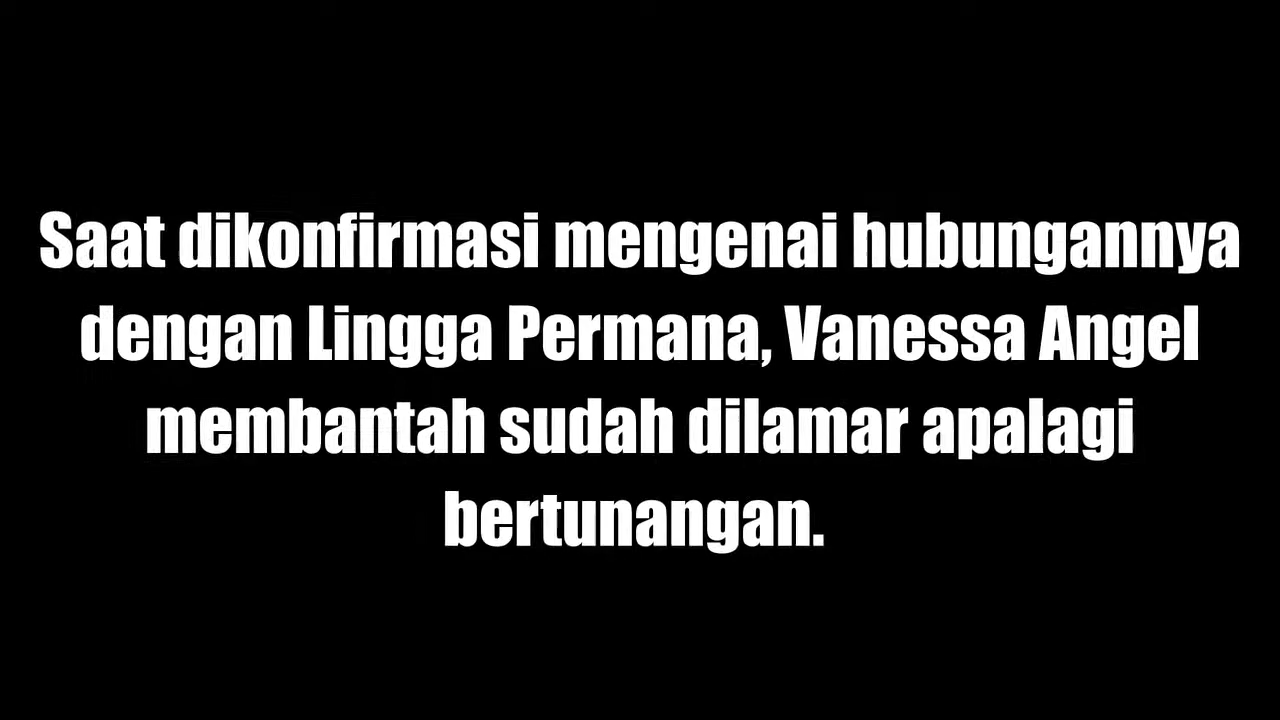 Saat dikonfirmasi mengenai hubungannya
dengan Lingga Permana, Vanessa Angel
membantah sudah dilamar apalagi
bertunangan.